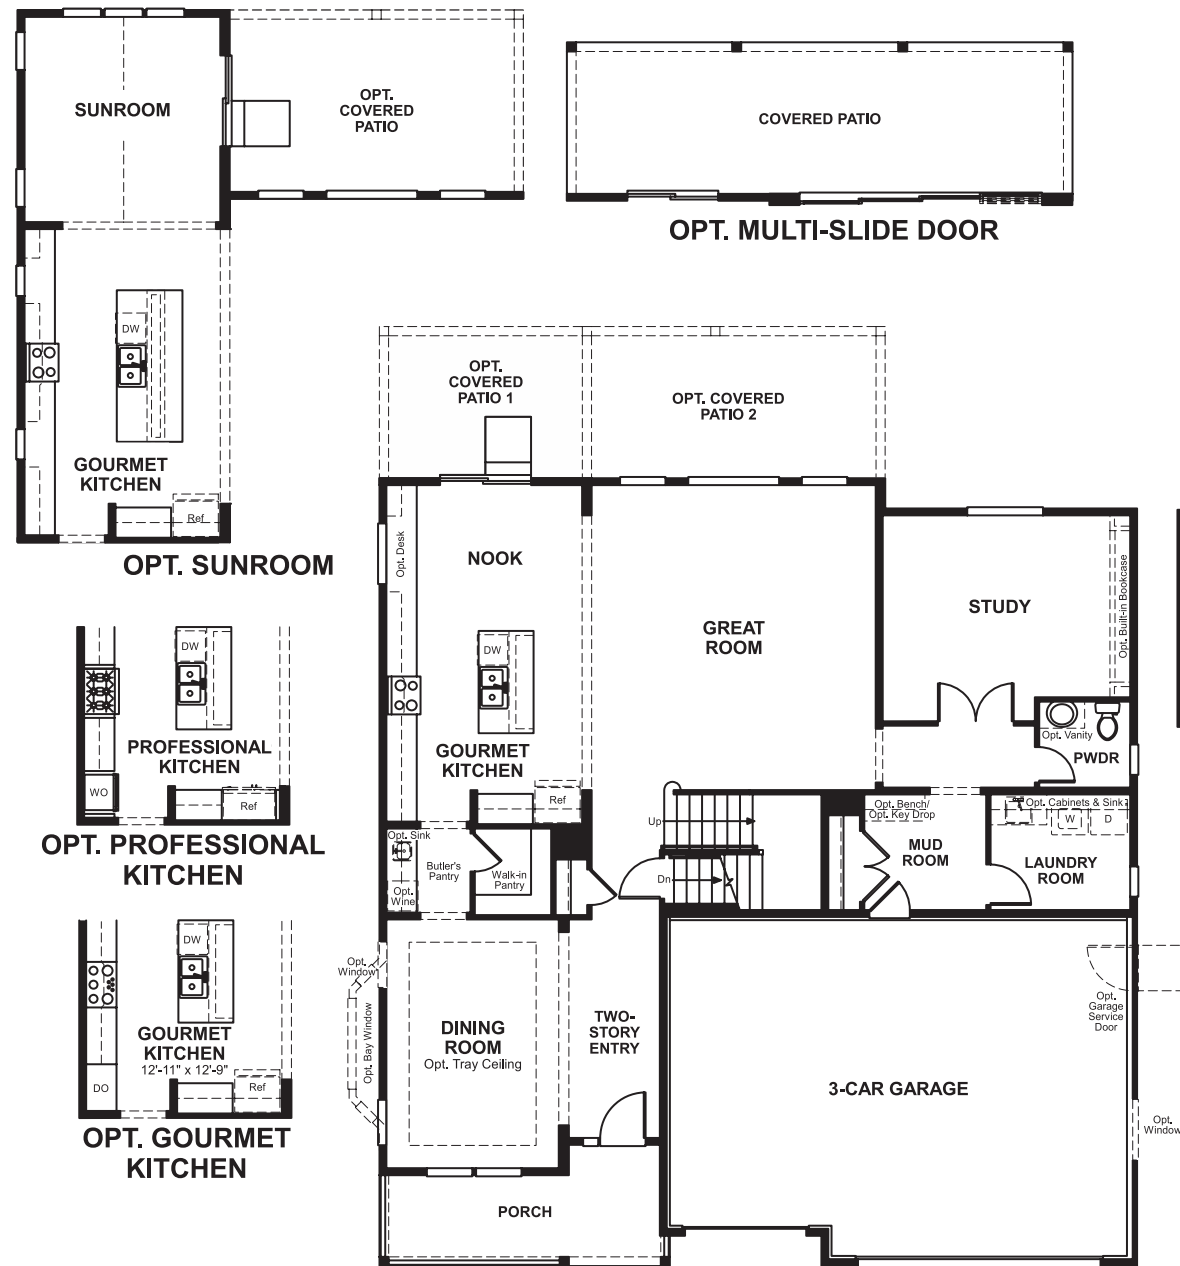 SUNROOM
OPT.
COVERED
PATIO
COVERED PATIO
OPT. MULTI-SLIDE DOOR
DW
GOURMET
KITCHEN
Ref
OPT. SUNROOM
OPT.
COVERED
PATIO 1
OPT. COVERED
PATIO 2
Opt. Desk
NOOK
GREAT
ROOM
STUDY
Opt. Built-in Bookcase
DW
GOURMET
KITCHEN
Ref
Opt. Vanity
PWDR
DW
PROFESSIONAL
KITCHEN
WO
Ref
OPT. PROFESSIONAL
KITCHEN
Up
Dn
Opt. Sink
Butler's
Pantry
Walk-in
Pantry
Opt.
Wine
Opt. Bench/
Opt. Key Drop
MUD
ROOM
Opt. Cabinets & Sink
W
D
LAUNDRY
ROOM
DW
GOURMET
KITCHEN
12'-11" x 12'-9"
DO
Ref
OPT. GOURMET
KITCHEN
Opt.
Window
Opt. Bay Window
DINING
ROOM
Opt. Tray Ceiling
TWO-
STORY
ENTRY
3-CAR GARAGE
Opt.
Garage
Service
Door
Opt.
Window
PORCH